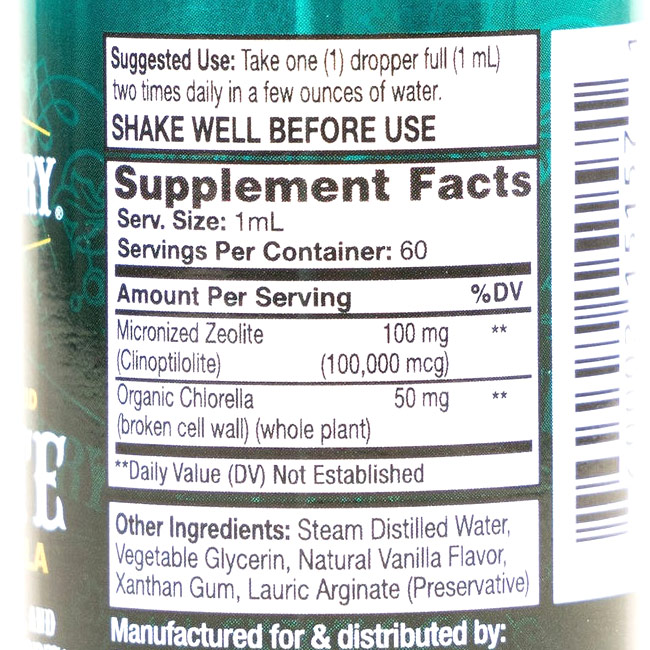 Suggested Use: Take one (1) dropper full (1 mL)
two times daily in a few ounces of water.
SHAKE WELL BEFORE USE
Supplement Facts
Serv. Size: 1mL
Servings Per Container: 60
Amount Per Serving %DV
Micronized Zeolite 100 mg **
(Clinoptilolite) (100,000 mcg)
Organic Chlorella 50 mg **
(broken cell wall) (whole plant)
**Daily Value (DV) Not Established
Other Ingredients: Steam Distilled Water,
Vegetable Glycerin, Natural Vanilla Flavor,
Xanthan Gum, Lauric Arginate (Preservative)
Manufactured for & distributed by: